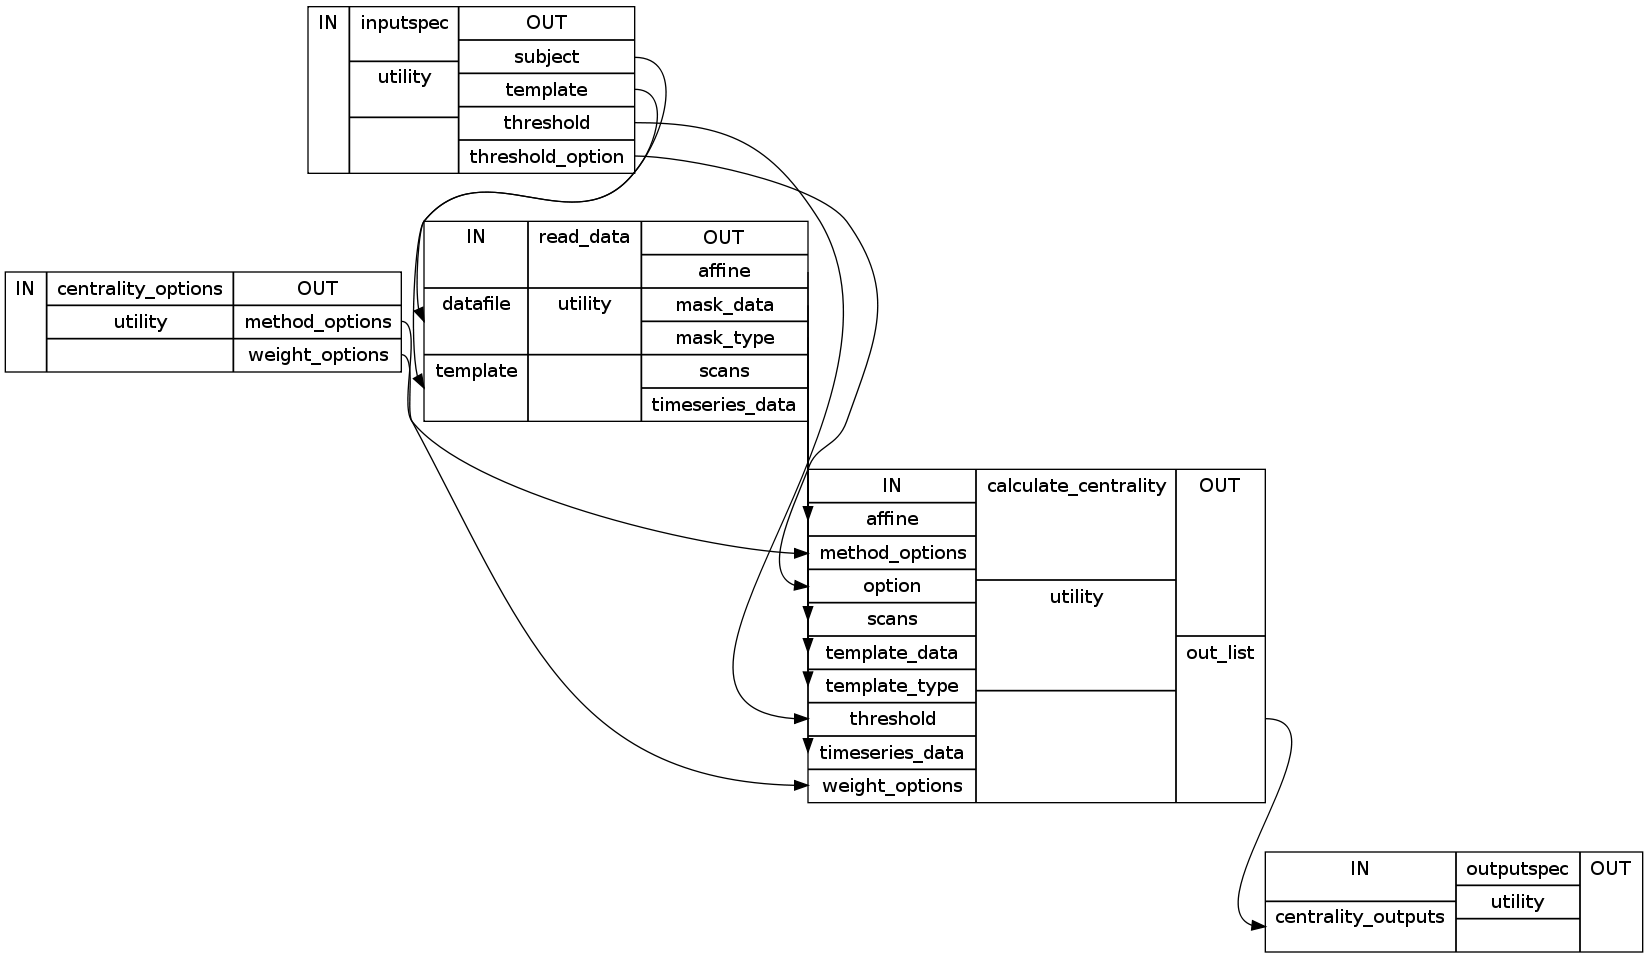 IN inputspec OUT
subject
utility
template
threshold
threshold_option
IN read_data OUT
affine
datafile utility mask_data
mask_type
template scans
timeseries_data
IN centrality_options OUT
utility method_options
weight_options
IN calculate_centrality OUT
affine
method_options
option
utility
scans
template_data out_list
template_type
threshold
timeseries_data
weight_options
IN outputspec OUT
utility
centrality_outputs